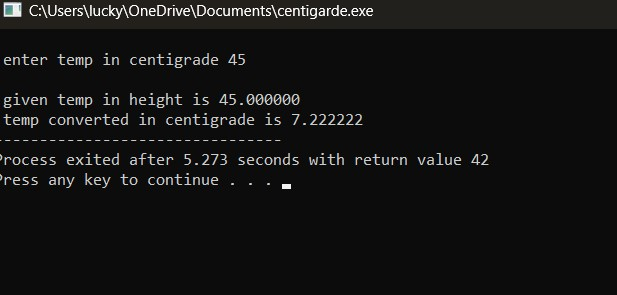 C:\Users\lucky\OneDrive\Documents\centigarde.exe
enter temp in centigrade 45
given temp in height is 45.000000
temp converted in centigrade is 7.222222
--------------------------------
Process exited after 5.273 seconds with return value 42
Press any key to continue . . .